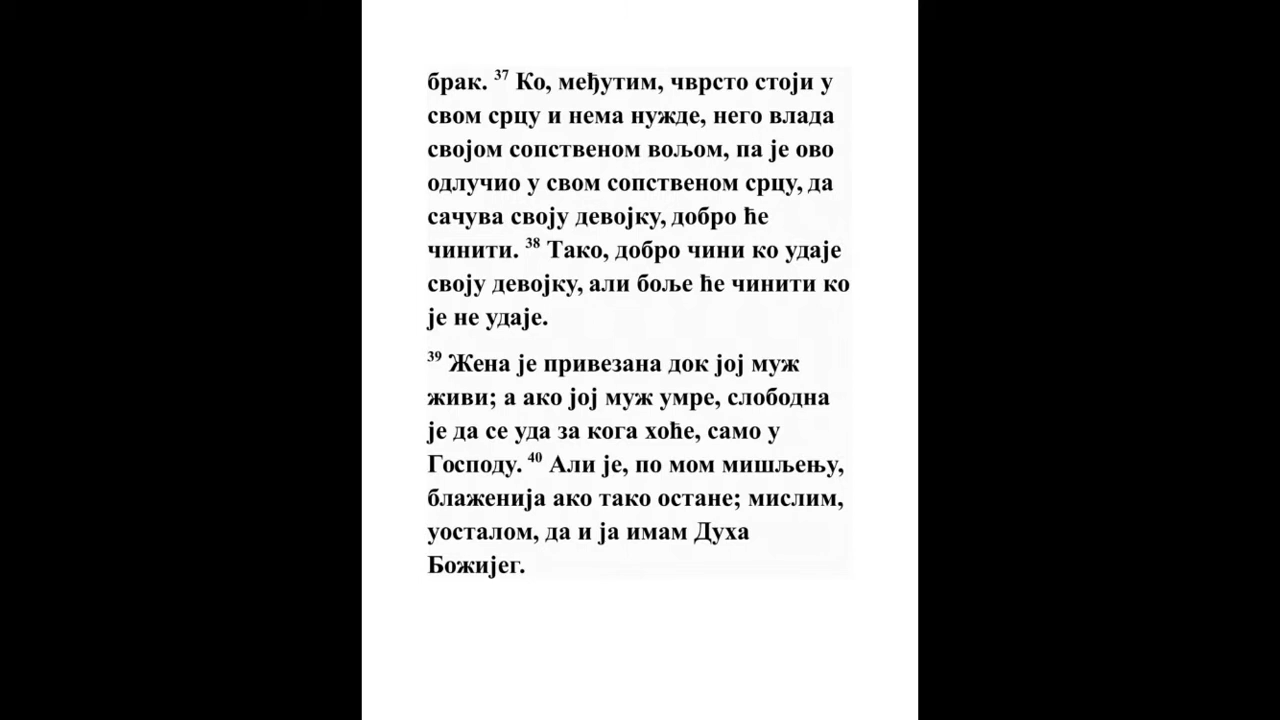 брак. 37 Ко, међутим, чврсто стоји у
свом срцу и нема нужде, него влада
својом сопственом вољом, па је ово
одлучио у свом сопственом срцу, да
сачува своју девојку, добро ће
чинити. 38 Тако, добро чини ко удаје
своју девојку, али боље ће чинити ко
је не удаје.
39 Жена је привезана док јој муж
живи; а ако јој муж умре, слободна
је да се уда за кога хоће, само у
Господу. 40 Али је, по мом мишљењу,
блаженија ако тако остане; мислим,
уосталом, да и ја имам Духа
Божијег.